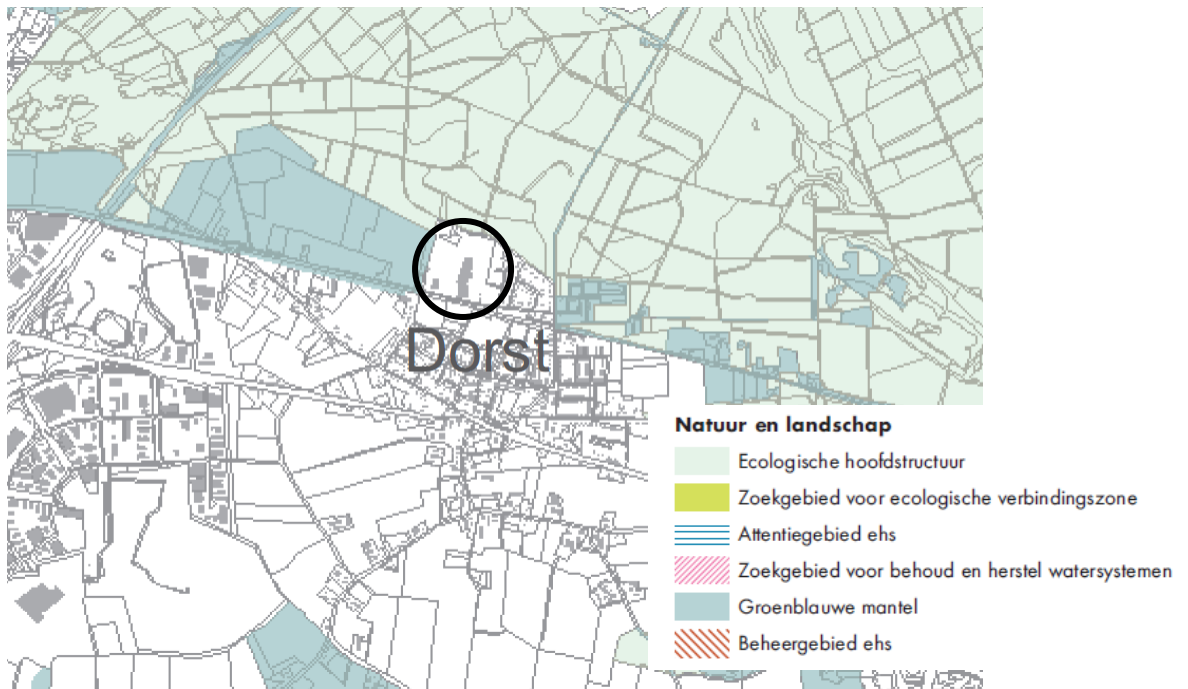 Dorst
Natuur en landschap
Ecologische hoofdstructuur
Zoekgebied voor ecologische verbindingszone
Attentiegebied ehs
Zoekgebied voor behoud en herstel watersystemen
Groenblauwe mantel
Beheergebied ehs